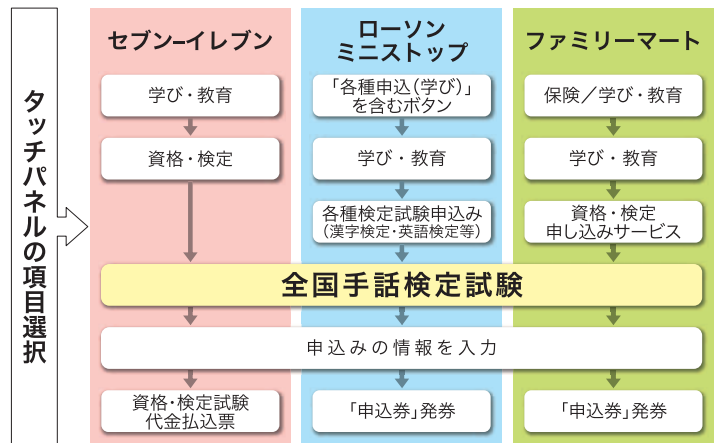 タッチパネルの項目選択
セブン-イレブン
学び・教育
資格・検定
ローソン
ミニストップ
「各種申込(学び)」
を含むボタン
学び・教育
各種検定試験申込み
(漢字検定・英語検定等)
ファミリーマート
保険/学び・教育
学び・教育
資格・検定
申し込みサービス
全国手話検定試験
申込みの情報を入力
資格・検定試験
代金払込票
「申込券」発券
「申込券」発券